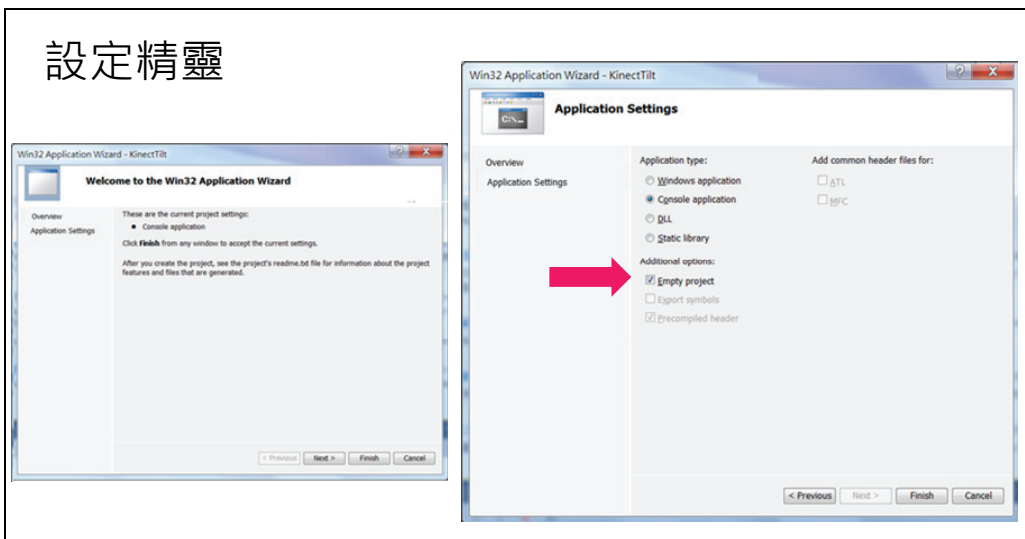 設定精靈
Win32 Application Wizard - KinectTilt
Welcome to the Win32 Application Wizard
Overview
Application Settings
These are the current project settings:
• Console application
Click Finish from any window to accept the current settings.
After you create the project, see the project's readme.txt file for information about the project
features and files that are generated.
< Previous
Next >
Finish
Cancel
Win32 Application Wizard - KinectTilt
C:\_
Application Settings
Overview
Application Settings
Application type:
Windows application
Console application
DLL
Static library
Additional options:
Empty project
Export symbols
Precompiled header
Add common header files for:
ATL
MFC
< Previous
Next >
Finish
Cancel